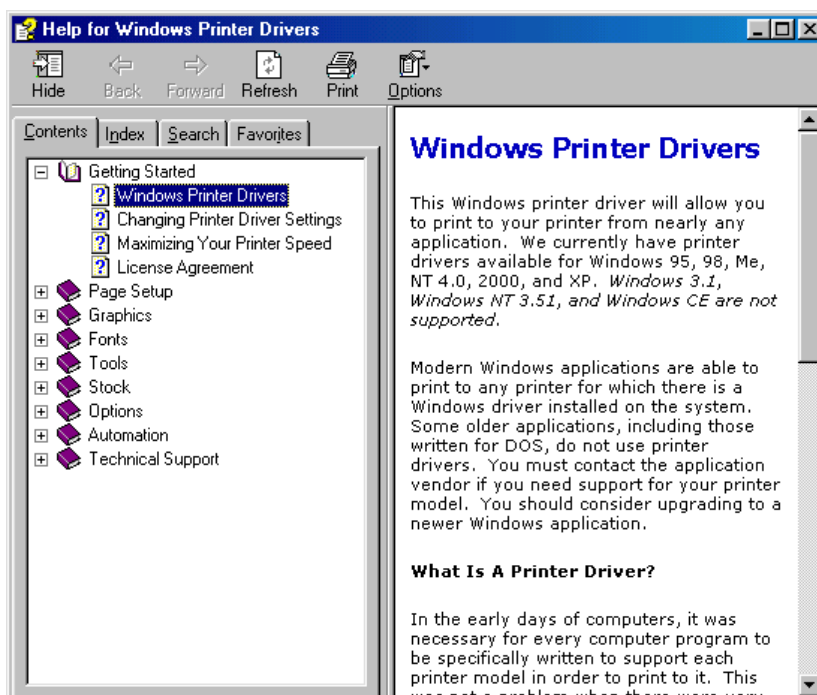 Help for Windows Printer Drivers
Hide Back Forward Refresh Print Options
Contents Index Search Favorites
Getting Started
Windows Printer Drivers
Changing Printer Driver Settings
Maximizing Your Printer Speed
License Agreement
Page Setup
Graphics
Fonts
Tools
Stock
Options
Automation
Technical Support
Windows Printer Drivers
This Windows printer driver will allow you
to print to your printer from nearly any
application.  We currently have printer
drivers available for Windows 95, 98, Me,
NT 4.0, 2000, and XP.  Windows 3.1,
Windows NT 3.51, and Windows CE are not
supported.
Modern Windows applications are able to
print to any printer for which there is a
Windows driver installed on the system.
Some older applications, including those
written for DOS, do not use printer
drivers.  You must contact the application
vendor if you need support for your printer
model.  You should consider upgrading to a
newer Windows application.
What Is A Printer Driver?
In the early days of computers, it was
necessary for every computer program to
be specifically written to support each
printer model in order to print to it.  This